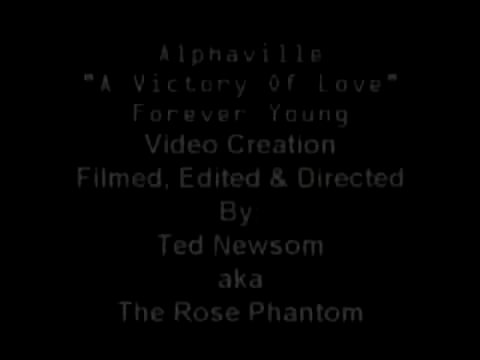 Alphaville
"A Victory Of Love"
Forever Young
Video Creation
Filmed, Edited & Directed
By
Ted Newsom
aka
The Rose Phantom